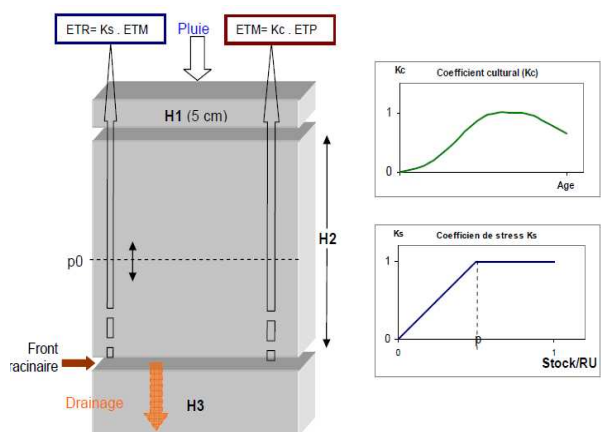 ETR= Ks . ETM
Pluie
ETM= Kc . ETP
H1 (5 cm)
H2
p0
Front
racinaire
Drainage
H3
Kc
Coefficient cultural (Kc)
1
0
Age
Ks
Coefficien de stress Ks
1
0
0
p
1
Stock/RU